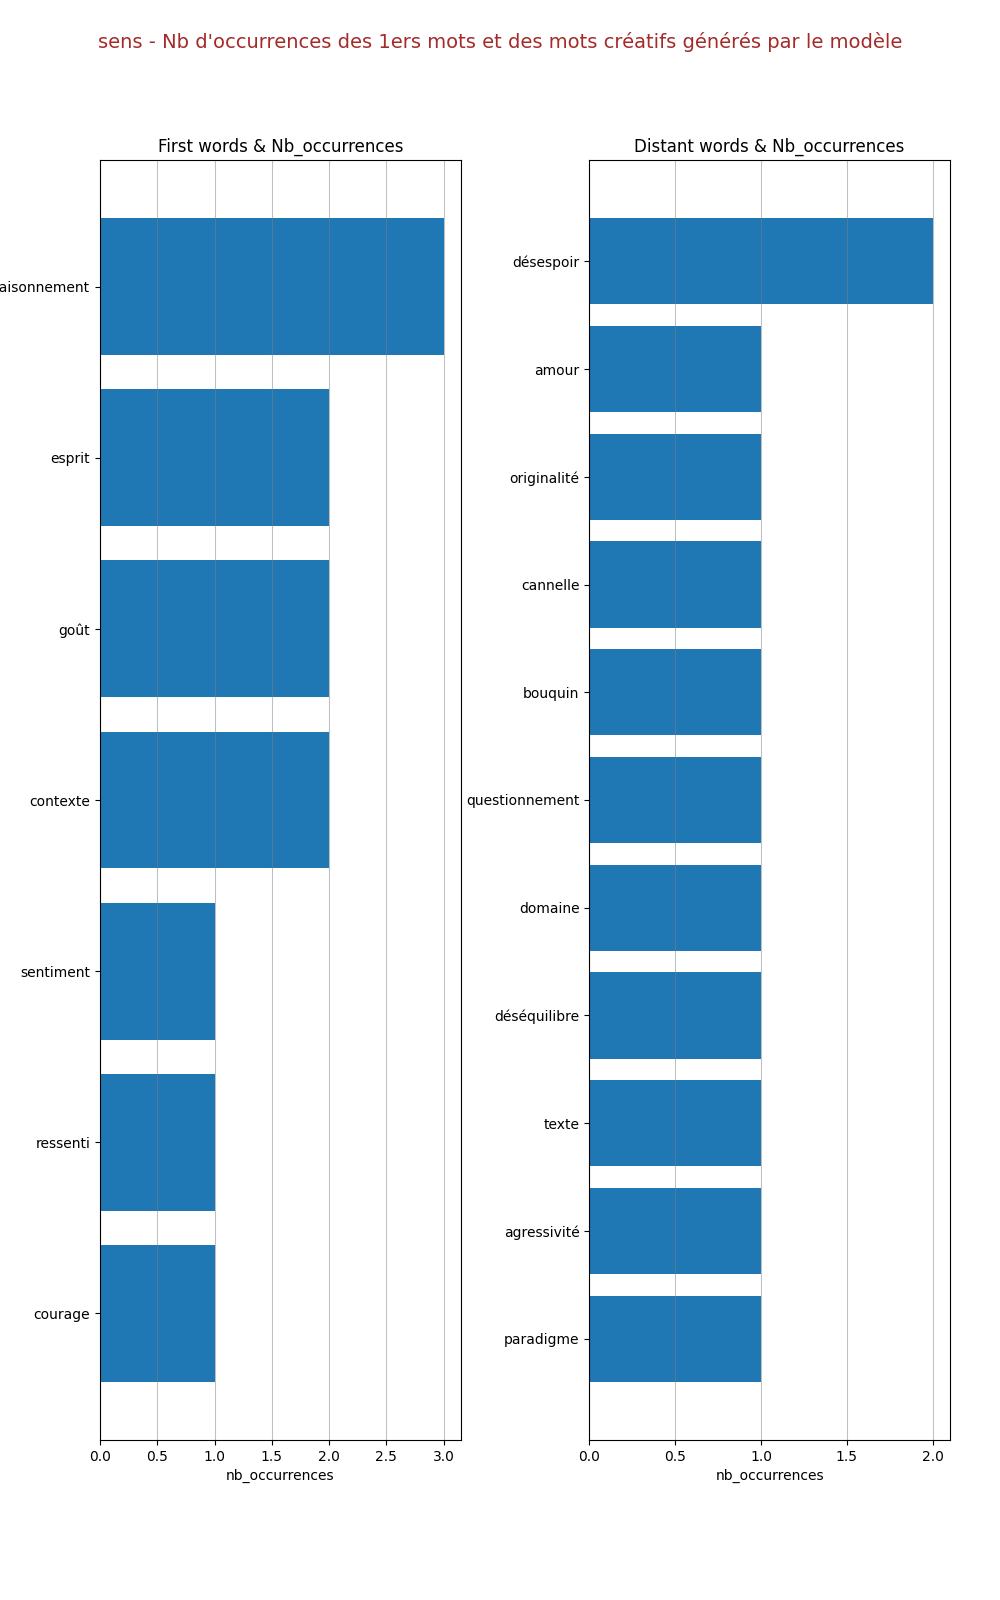 sens - Nb d'occurrences des 1ers mots et des mots créatifs générés par le modèle
First words & Nb_occurrences
aisonnement
esprit
goût
contexte
sentiment
ressenti
courage
0.0 0.5 1.0 1.5 2.0 2.5 3.0
nb_occurrences
Distant words & Nb_occurrences
désespoir
amour
originalité
cannelle
bouquin
questionnement
domaine
déséquilibre
texte
agressivité
paradigme
0.0 0.5 1.0 1.5 2.0
nb_occurrences